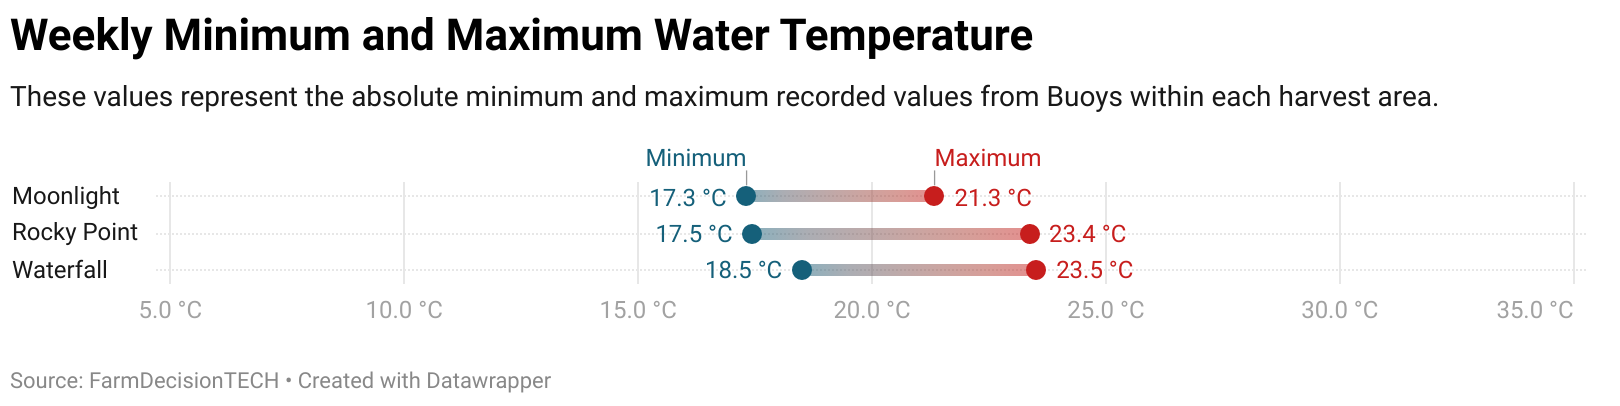 Weekly Minimum and Maximum Water Temperature
These values represent the absolute minimum and maximum recorded values from Buoys within each harvest area.
Minimum Maximum
Moonlight 17.3 °C 21.3 °C
Rocky Point 17.5 °C 23.4 °C
Waterfall 18.5 °C 23.5 °C
5.0 °C 10.0 °C 15.0 °C 20.0 °C 25.0 °C 30.0 °C 35.0 °C
Source: FarmDecisionTECH • Created with Datawrapper